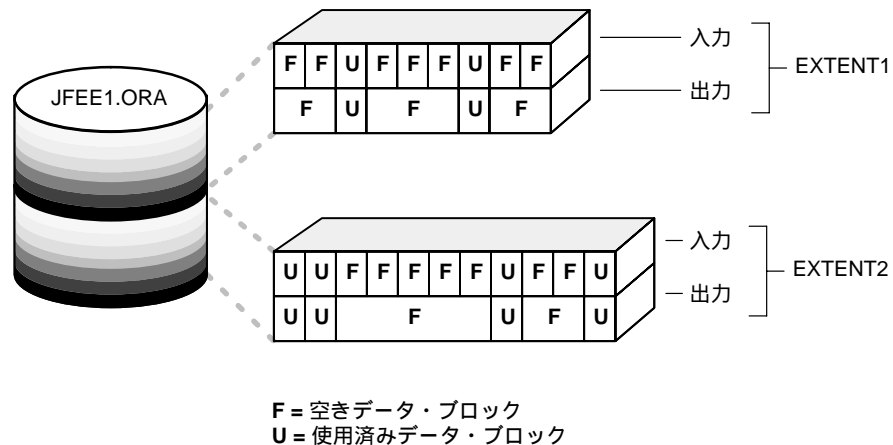 JFEE1.ORA
F F U F F F U F F
F U F U F
入力
出力
EXTENT1
U U F F F F F U F F U
U U F U F U
入力
出力
EXTENT2
F = 空きデータ・ブロック
U = 使用済みデータ・ブロック